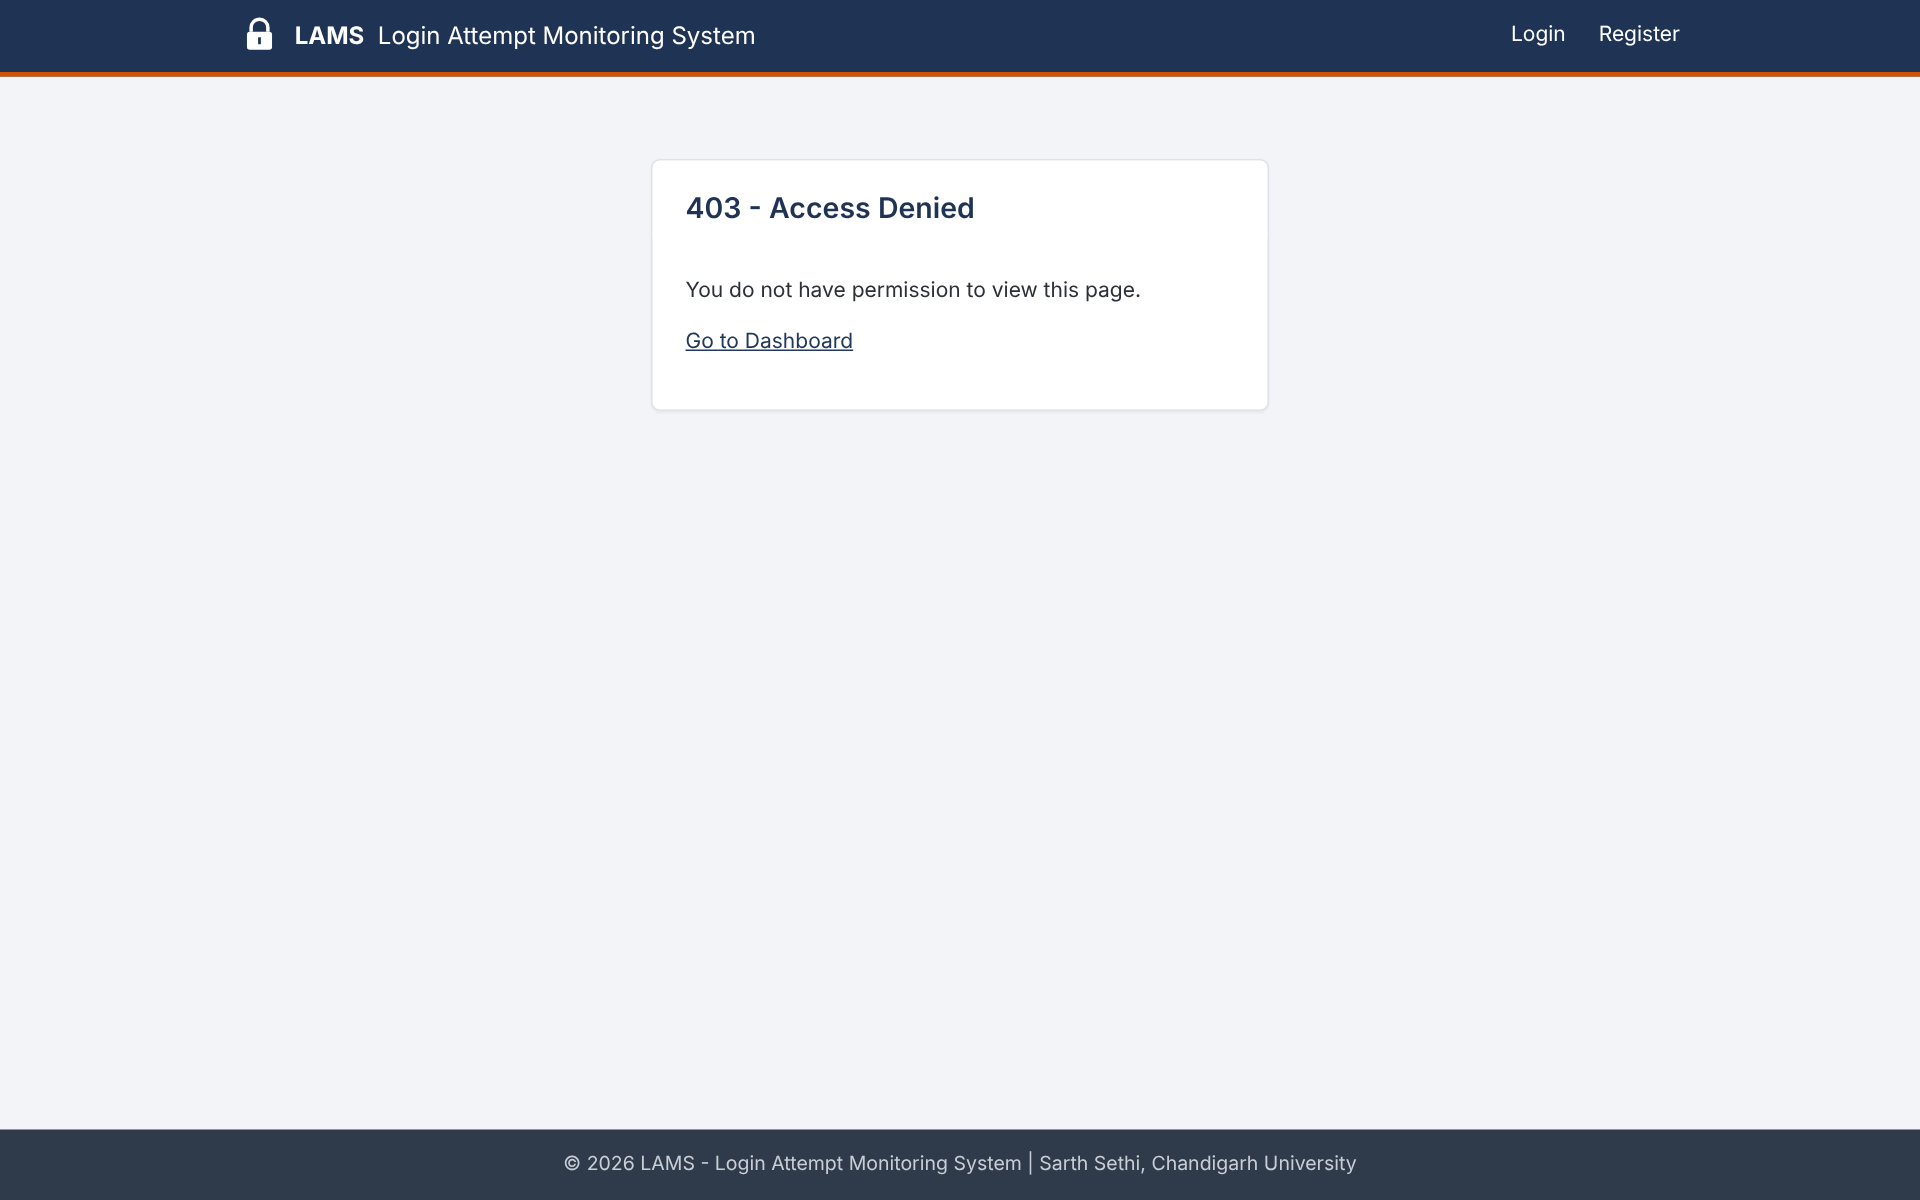 LAMS Login Attempt Monitoring System
Login Register
403 - Access Denied
You do not have permission to view this page.
Go to Dashboard
© 2026 LAMS - Login Attempt Monitoring System | Sarth Sethi, Chandigarh University